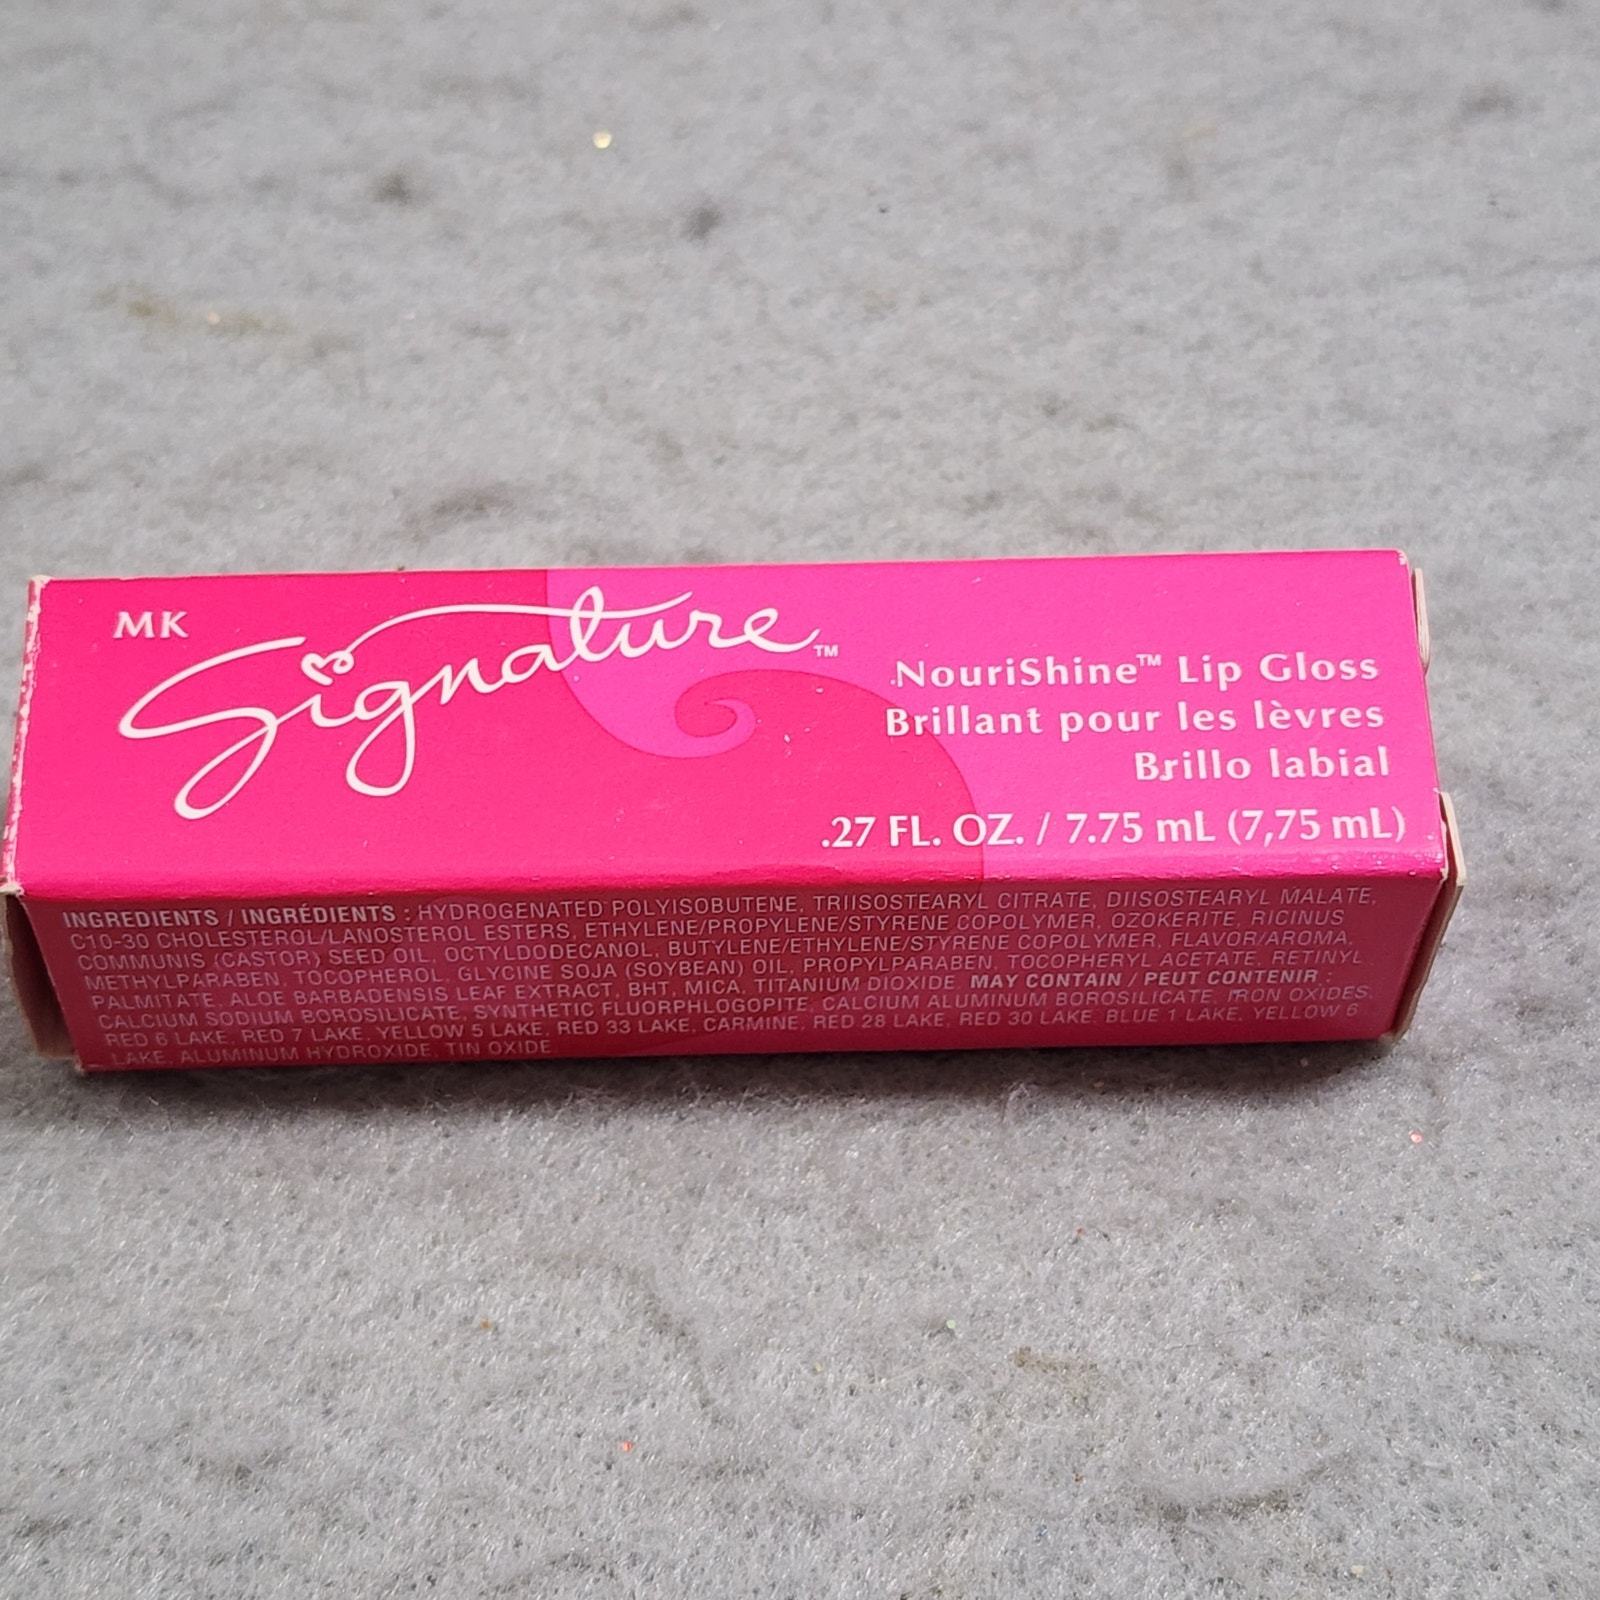 MK
Signature™
NouriShine™ Lip Gloss
Brillant pour les lèvres
Brillo labial
.27 FL. OZ. / 7.75 mL (7,75 mL)
INGREDIENTS / INGRÉDIENTS : HYDROGENATED POLYISOBUTENE, TRIISOSTEARYL CITRATE, DIISOSTEARYL MALATE,
C10-30 CHOLESTEROL/LANOSTEROL ESTERS, ETHYLENE/PROPYLENE/STYRENE COPOLYMER, OZOKERITE, RICINUS
COMMUNIS (CASTOR) SEED OIL, OCTYLDODECANOL, BUTYLENE/ETHYLENE/STYRENE COPOLYMER, FLAVOR/AROMA,
METHYLPARABEN, TOCOPHEROL, GLYCINE SOJA (SOYBEAN) OIL, PROPYLPARABEN, TOCOPHERYL ACETATE, RETINYL
PALMITATE, ALOE BARBADENSIS LEAF EXTRACT, BHT, MICA, TITANIUM DIOXIDE. MAY CONTAIN / PEUT CONTENIR :
CALCIUM SODIUM BOROSILICATE, SYNTHETIC FLUORPHLOGOPITE, CALCIUM ALUMINUM BOROSILICATE, IRON OXIDES,
RED 6 LAKE, RED 7 LAKE, YELLOW 5 LAKE, RED 33 LAKE, CARMINE, RED 28 LAKE, RED 30 LAKE, BLUE 1 LAKE, YELLOW 6
LAKE, ALUMINUM HYDROXIDE, TIN OXIDE